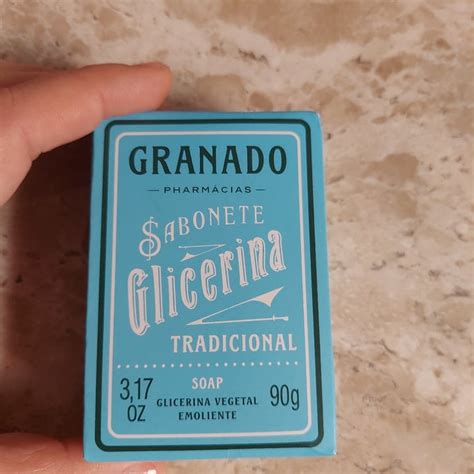 GRANADO
PHARMÁCIAS
SABONETE
Glicerina
TRADICIONAL
SOAP
3,17 OZ
GLICERINA VEGETAL
EMOLIENTE
90g